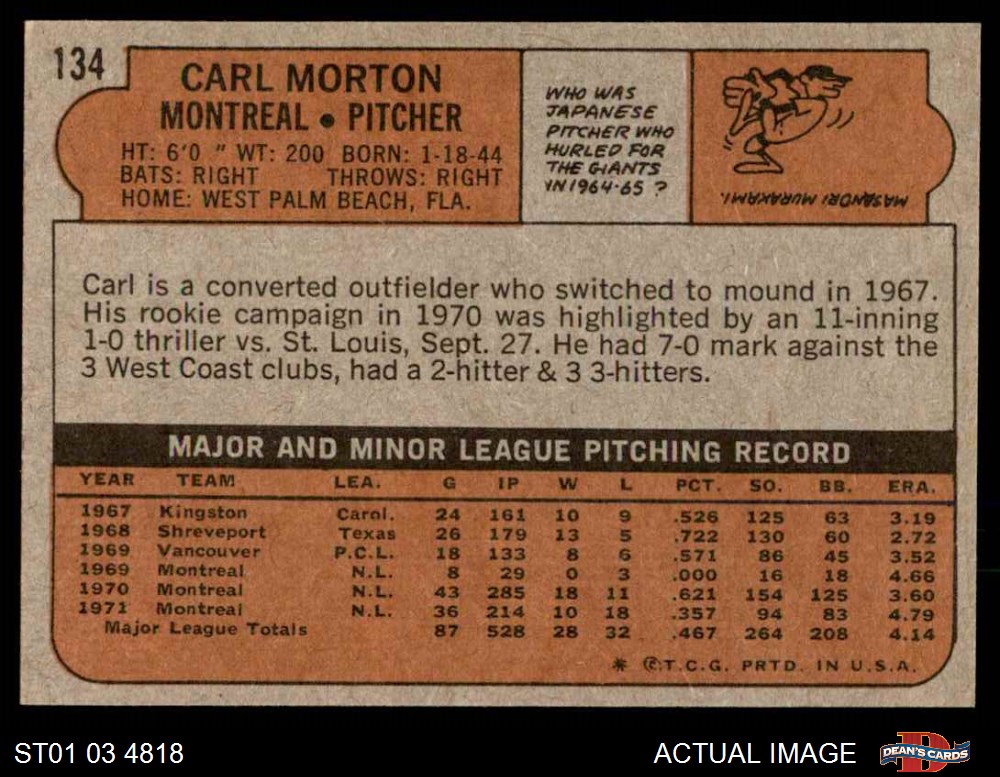 134
CARL MORTON
MONTREAL • PITCHER
HT: 6'0 " WT: 200 BORN: 1-18-44
BATS: RIGHT THROWS: RIGHT
HOME: WEST PALM BEACH, FLA.
WHO WAS
JAPANESE
PITCHER WHO
HURLED FOR
THE GIANTS
IN 1964-65 ?
MASANORI MURAKAMI.
Carl is a converted outfielder who switched to mound in 1967.
His rookie campaign in 1970 was highlighted by an 11-inning
1-0 thriller vs. St. Louis, Sept. 27. He had 7-0 mark against the
3 West Coast clubs, had a 2-hitter & 3 3-hitters.
MAJOR AND MINOR LEAGUE PITCHING RECORD
YEAR TEAM LEA. G IP W L PCT. SO. BB. ERA.
1967 Kingston Carol. 24 161 10 9 .526 125 63 3.19
1968 Shreveport Texas 26 179 13 5 .722 130 60 2.72
1969 Vancouver P.C.L. 18 133 8 6 .571 86 45 3.52
1969 Montreal N.L. 8 29 0 3 .000 16 18 4.66
1970 Montreal N.L. 43 285 18 11 .621 154 125 3.60
1971 Montreal N.L. 36 214 10 18 .357 94 83 4.79
Major League Totals 87 528 28 32 .467 264 208 4.14
* ©T.C.G. PRTD. IN U.S.A.
ST01 03 4818
ACTUAL IMAGE
D
DEAN'S CARDS